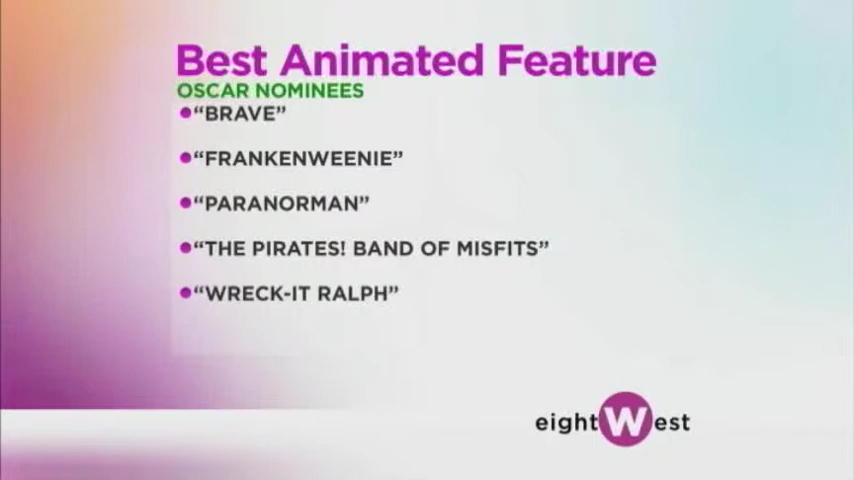 Best Animated Feature
OSCAR NOMINEES
•“BRAVE”
•“FRANKENWEENIE”
•“PARANORMAN”
•“THE PIRATES! BAND OF MISFITS”
•“WRECK-IT RALPH”
eightWest